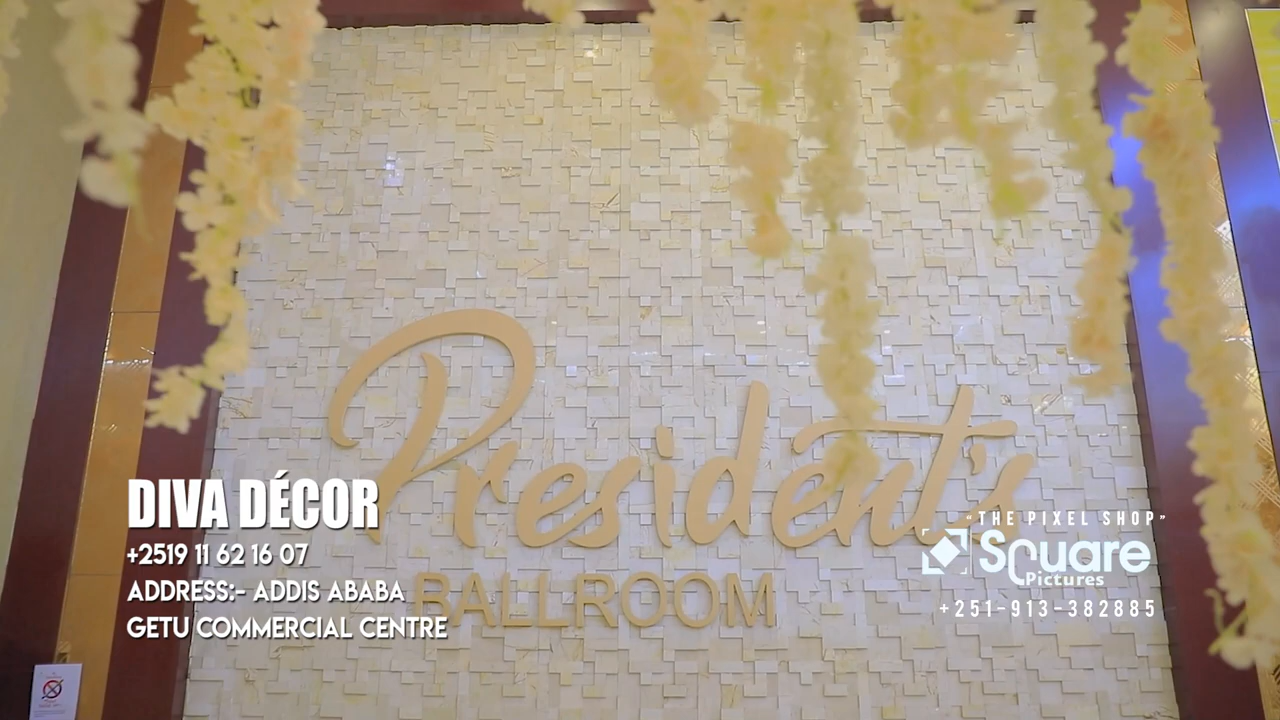 President's
BALLROOM
DIVA DÉCOR
+2519 11 62 16 07
ADDRESS:- ADDIS ABABA
GETU COMMERCIAL CENTRE
"THE PIXEL SHOP"
Square
Pictures
+251-913-382885